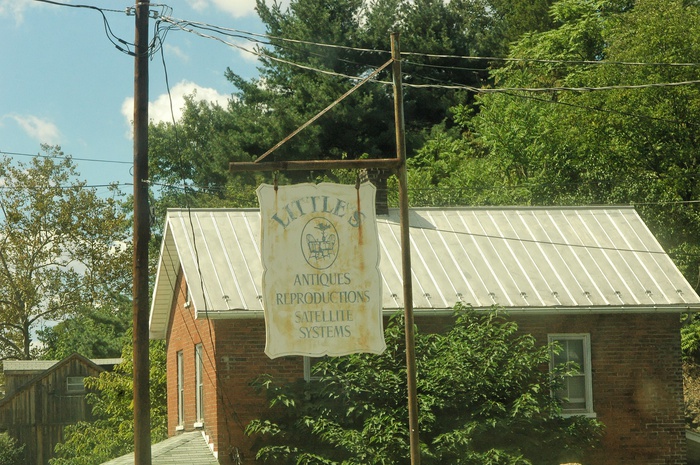 LITTLE'S
ANTIQUES
REPRODUCTIONS
SATELLITE
SYSTEMS